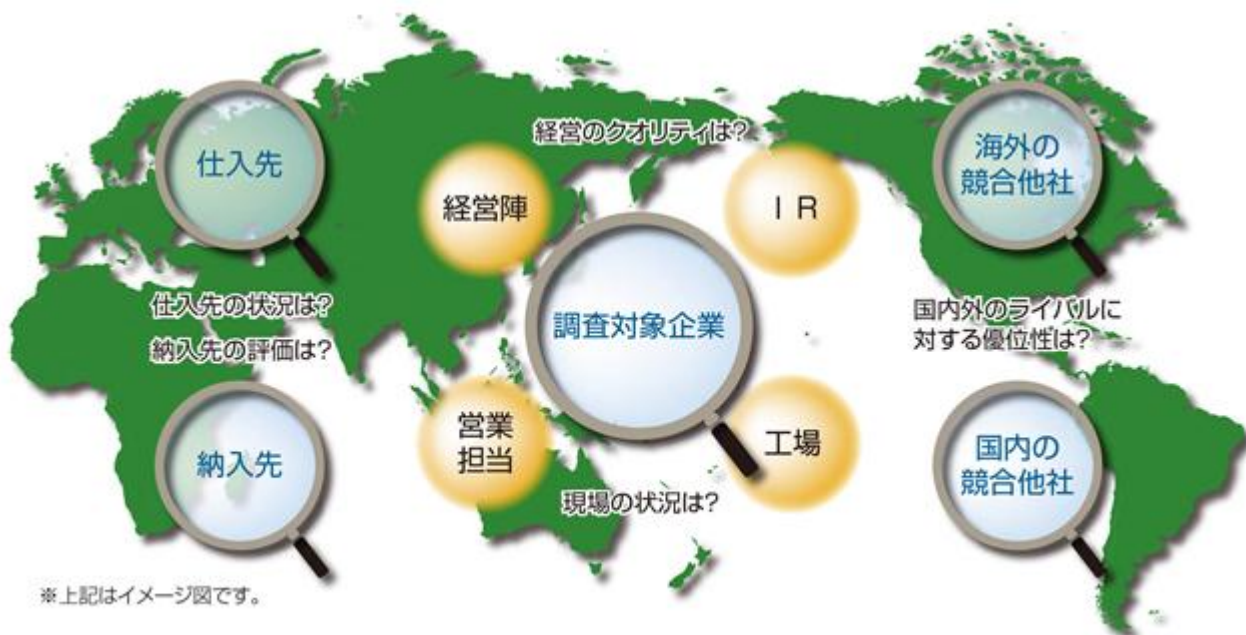 経営のクオリティは?
仕入先
海外の
競合他社
経営陣
I R
仕入先の状況は?
納入先の評価は?
調査対象企業
国内外のライバルに
対する優位性は?
営業
担当
工場
納入先
国内の
競合他社
現場の状況は?
※上記はイメージ図です。